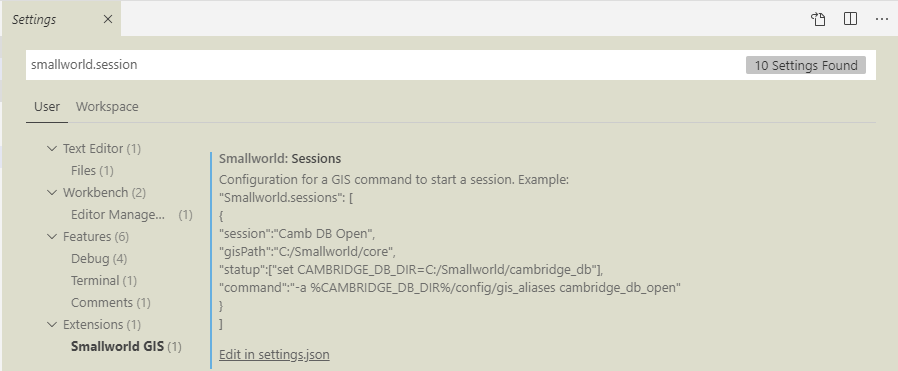 Settings
smallworld.session
10 Settings Found
User
Workspace
Text Editor (1)
Files (1)
Workbench (2)
Editor Manage... (1)
Features (6)
Debug (4)
Terminal (1)
Comments (1)
Extensions (1)
Smallworld GIS (1)
Smallworld: Sessions
Configuration for a GIS command to start a session. Example:
"Smallworld.sessions": [
{
"session":"Camb DB Open",
"gisPath":"C:/Smallworld/core",
"statup":["set CAMBRIDGE_DB_DIR=C:/Smallworld/cambridge_db"],
"command":"-a %CAMBRIDGE_DB_DIR%/config/gis_aliases cambridge_db_open"
}
]
Edit in settings.json